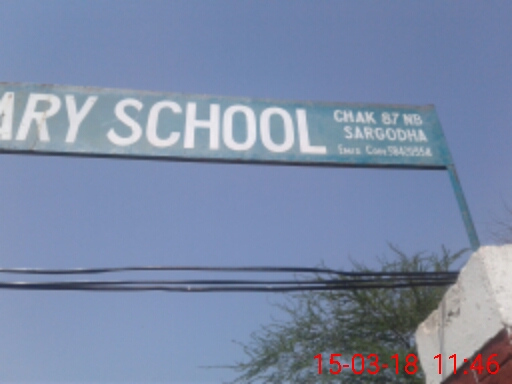 ARY SCHOOL
CHAK 87 NB
SARGODHA
15-03-18 11:46